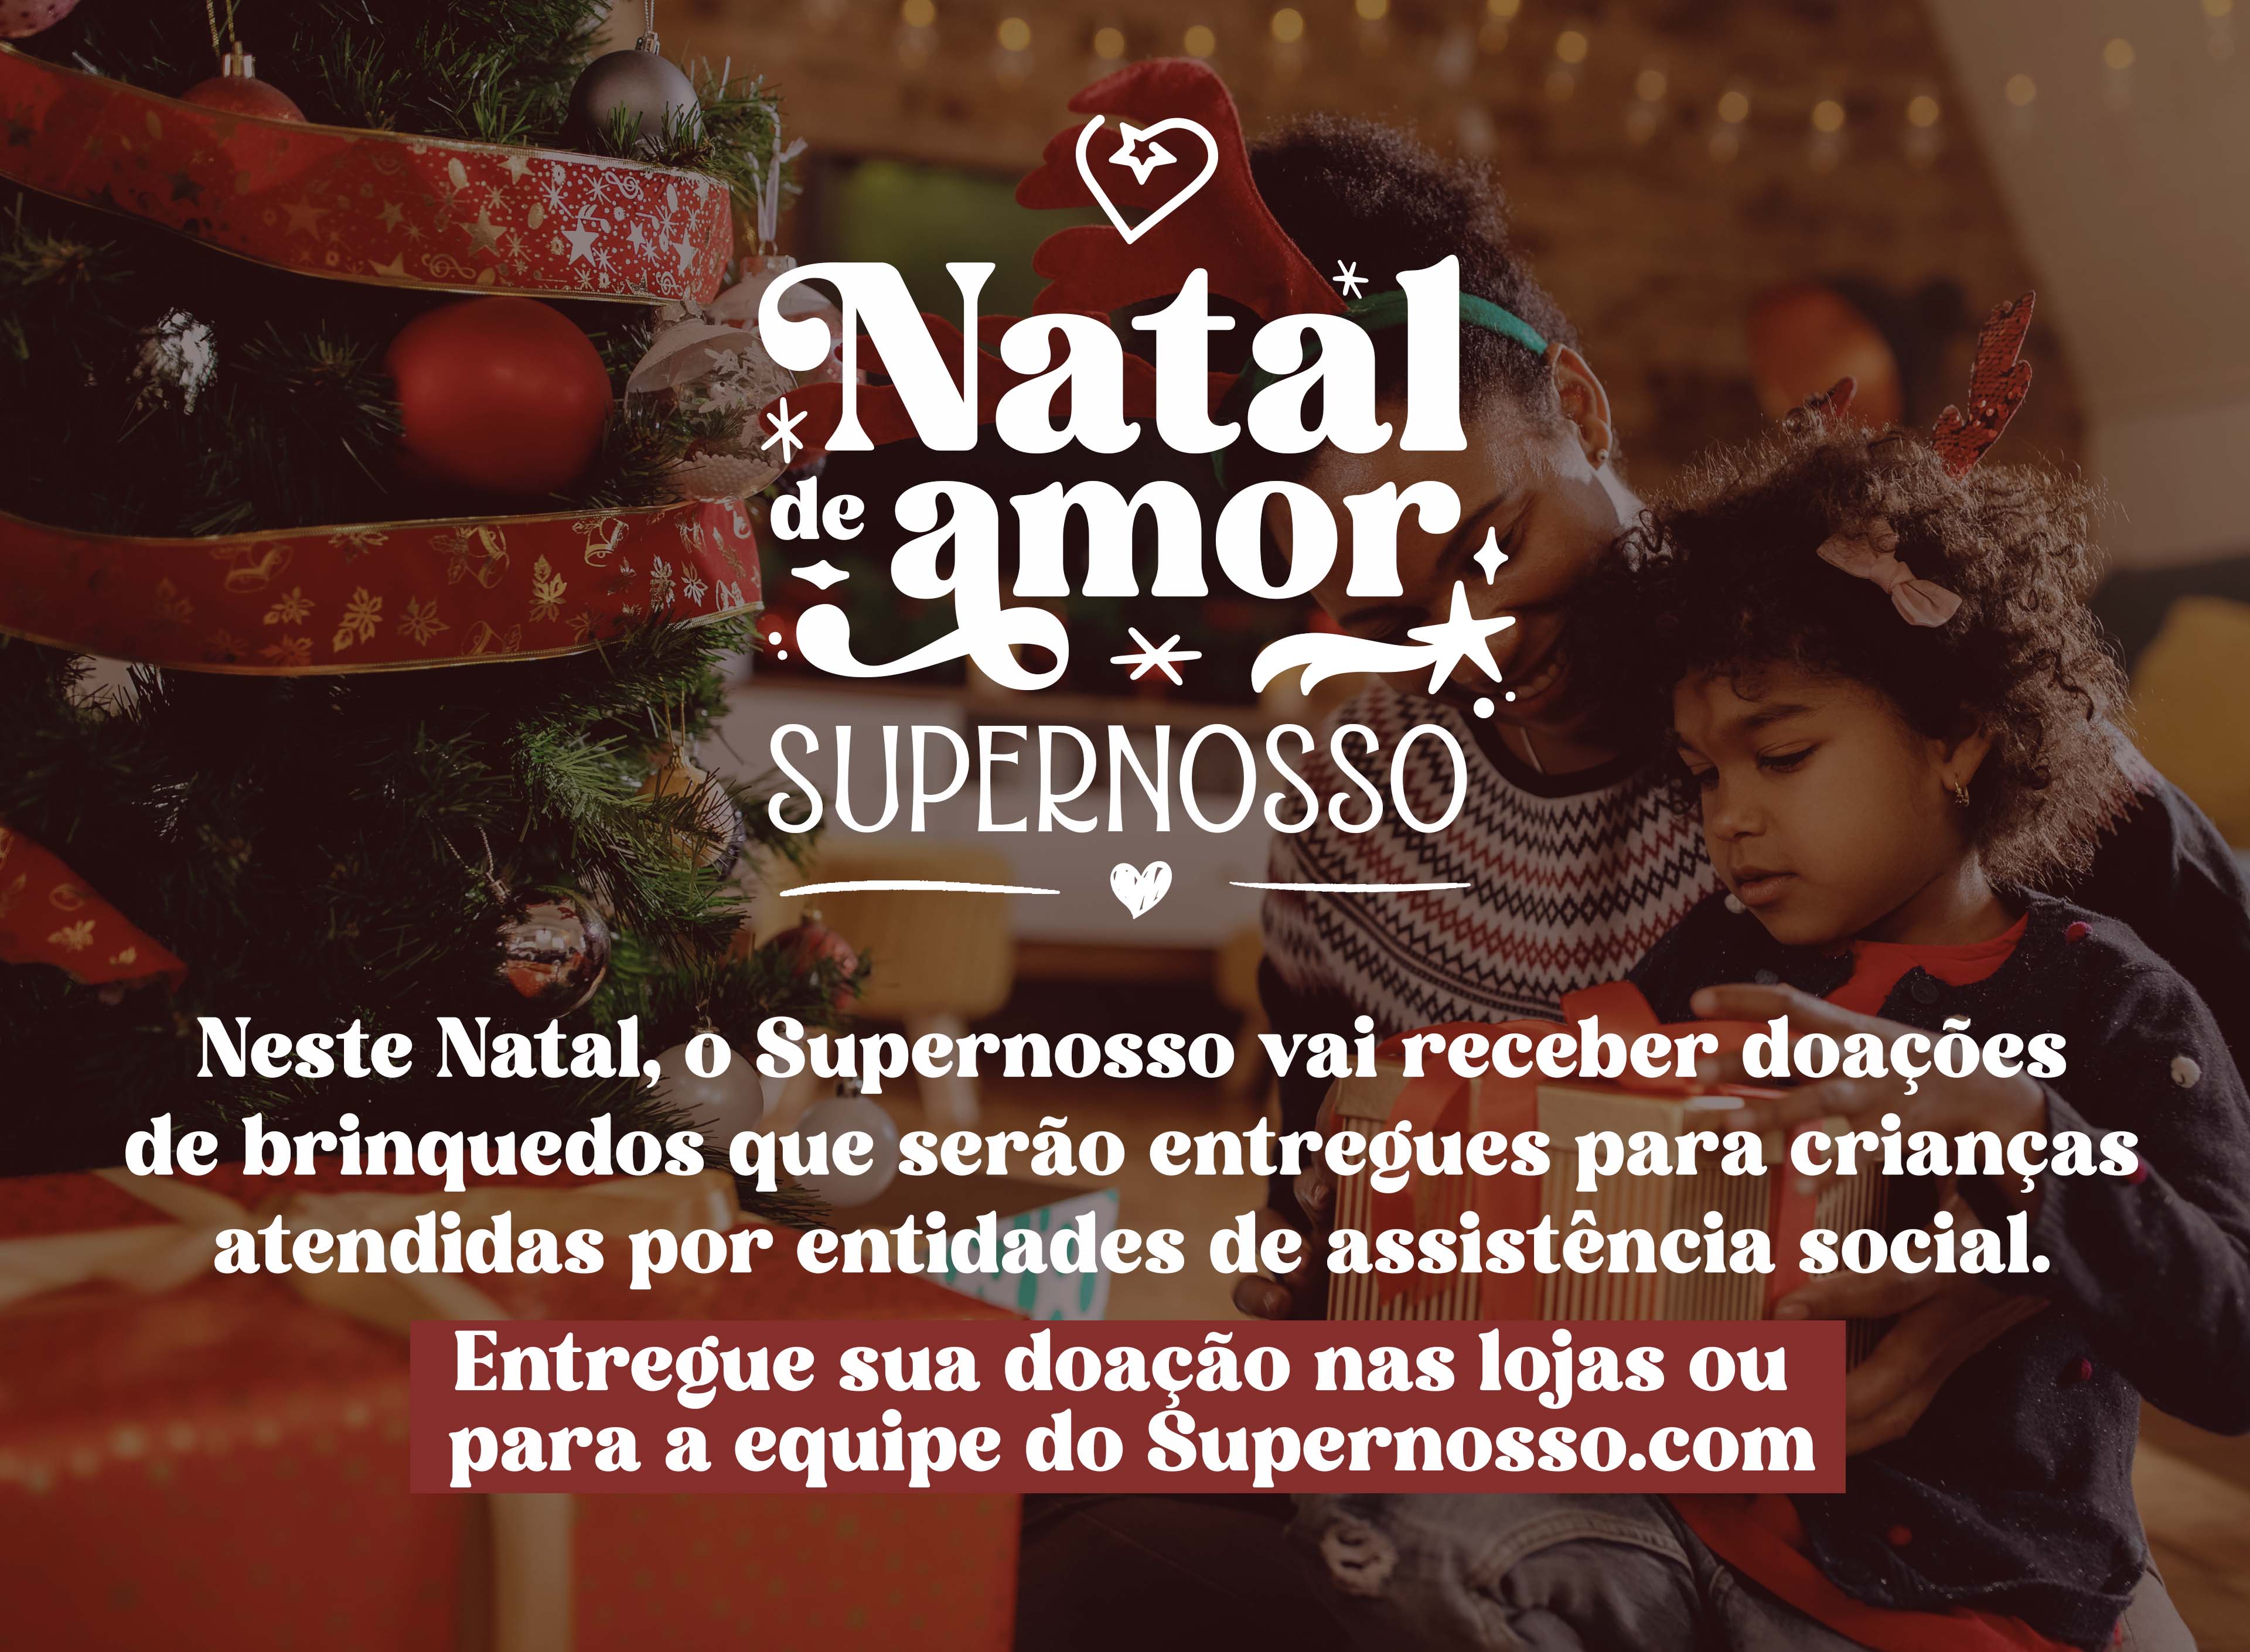 Natal
de amor
SUPERNOSSO
Neste Natal, o Supernosso vai receber doações
de brinquedos que serão entregues para crianças
atendidas por entidades de assistência social.
Entregue sua doação nas lojas ou
para a equipe do Supernosso.com